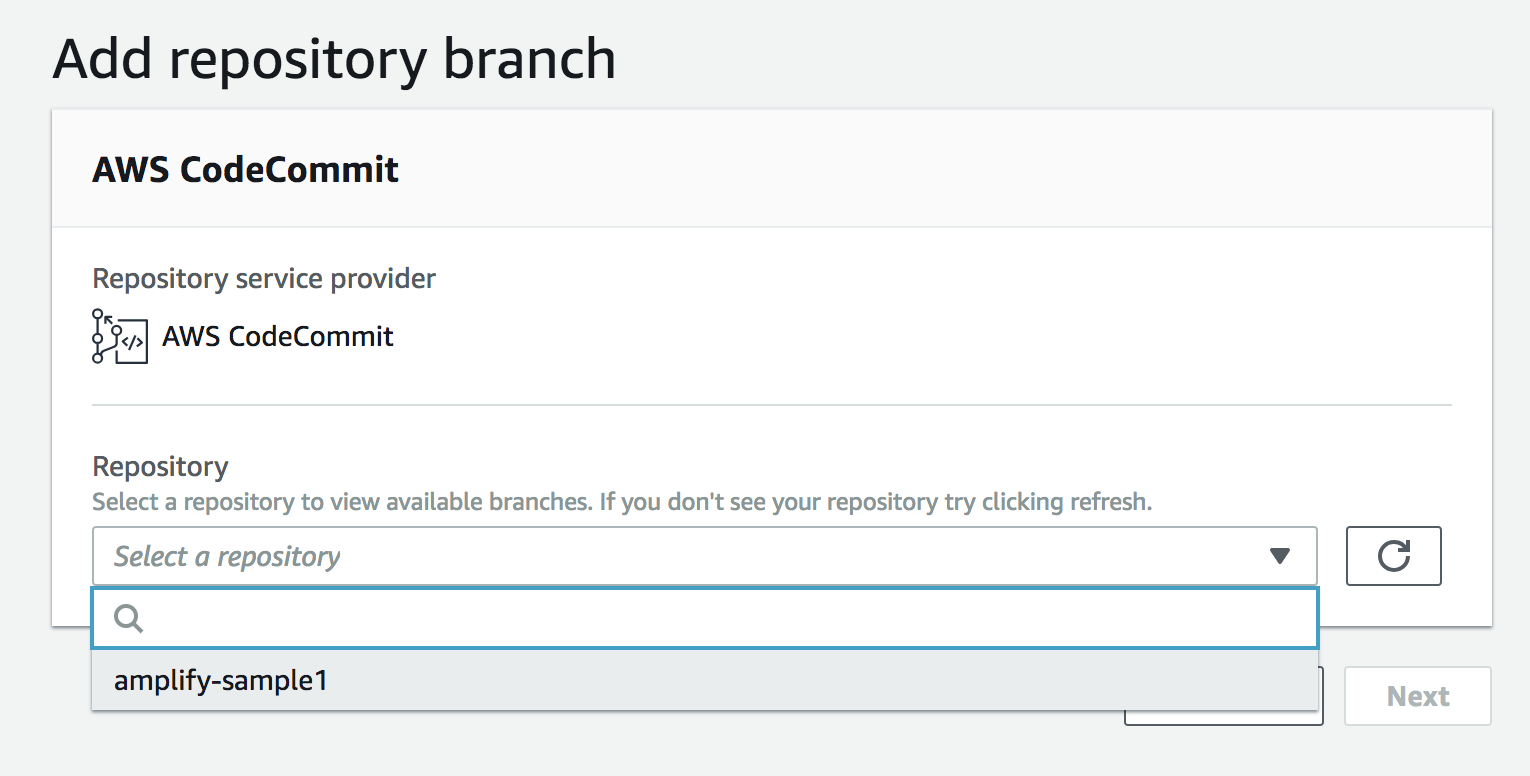 Add repository branch
AWS CodeCommit
Repository service provider
</>
AWS CodeCommit
Repository
Select a repository to view available branches. If you don't see your repository try clicking refresh.
Select a repository
amplify-sample1
Next